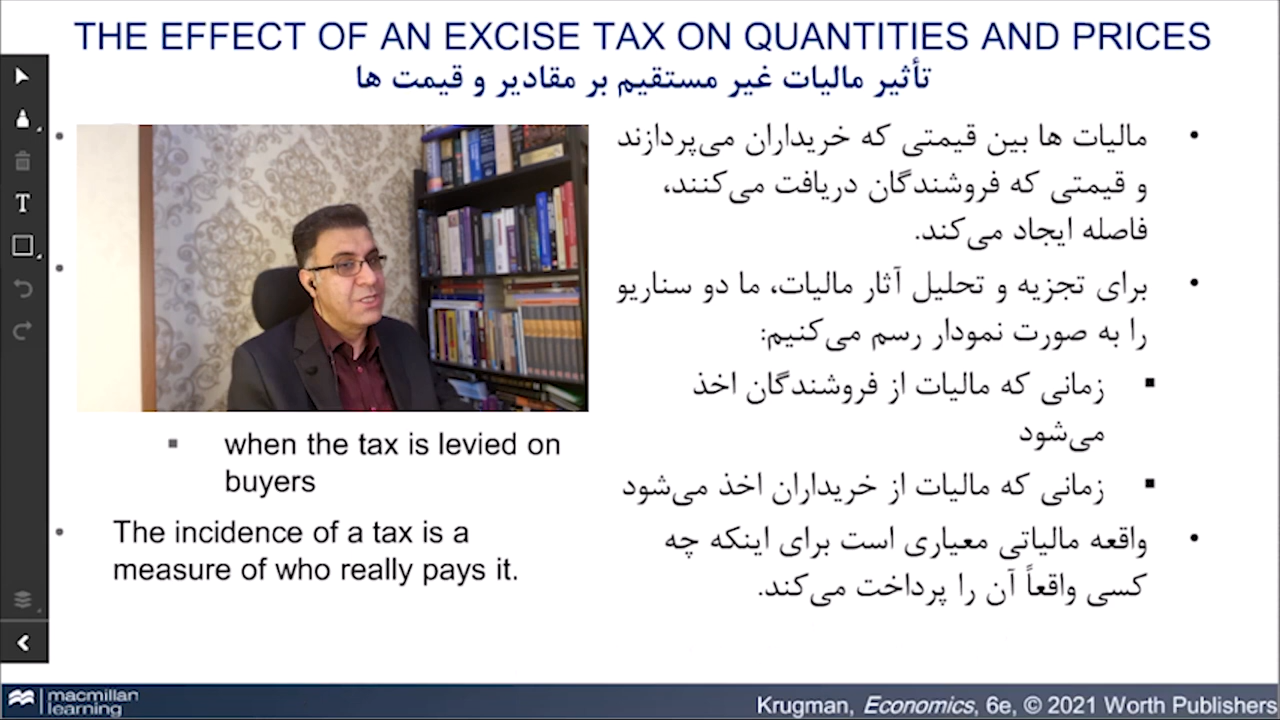 THE EFFECT OF AN EXCISE TAX ON QUANTITIES AND PRICES
تأثیر مالیات غیر مستقیم بر مقادیر و قیمت ها
• مالیات ها بین قیمتی که خریداران می‌پردازند
و قیمتی که فروشندگان دریافت می‌کنند،
فاصله ایجاد می‌کند.
• برای تجزیه و تحلیل آثار مالیات، ما دو سناریو
را به صورت نمودار رسم می‌کنیم:
▪ زمانی که مالیات از فروشندگان اخذ
می‌شود
▪ زمانی که مالیات از خریداران اخذ می‌شود
• واقعه مالیاتی معیاری است برای اینکه چه
کسی واقعاً آن را پرداخت می‌کند.
▪ when the tax is levied on
buyers
• The incidence of a tax is a
measure of who really pays it.
macmillan
learning
Krugman, Economics, 6e, © 2021 Worth Publishers